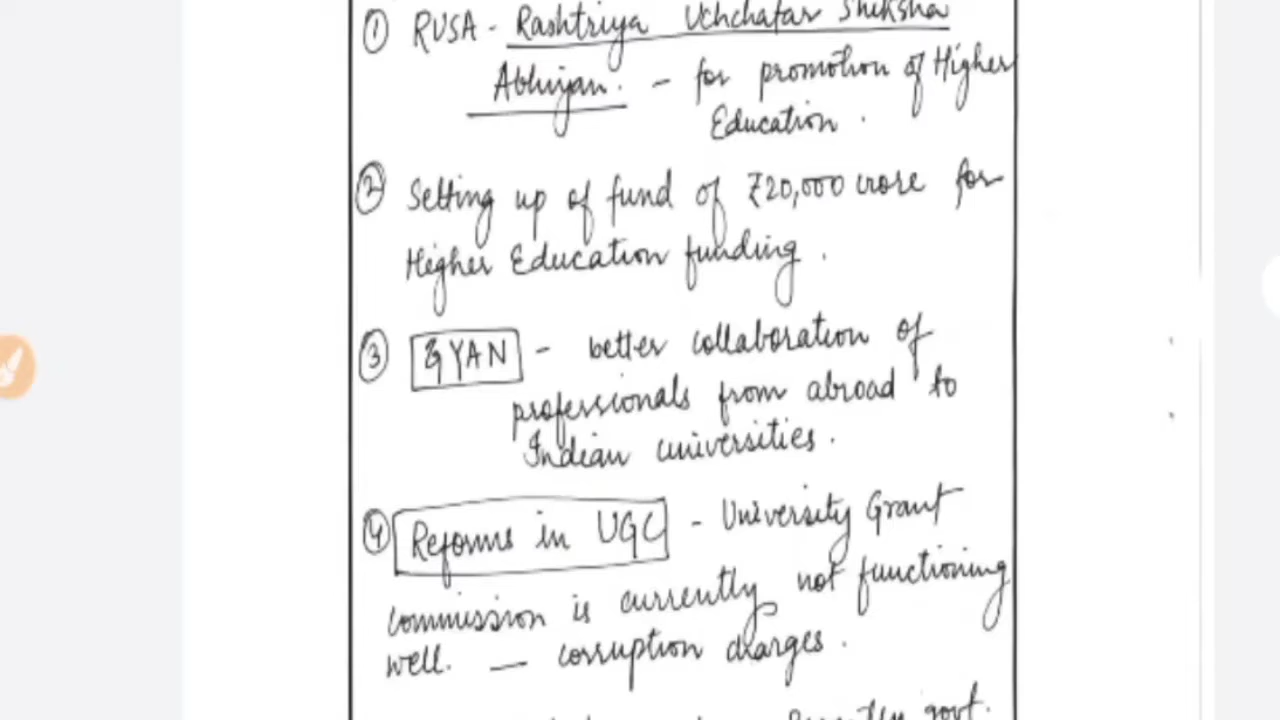 ① RUSA - Rashtriya Uchchatar Shiksha
Abhiyan. - for promotion of Higher
Education.
② Setting up of fund of ₹20,000 crore for
Higher Education funding.
③ GYAN - better collaboration of
professionals from abroad to
Indian universities.
④ Reforms in UGC - University Grant
commission is currently not functioning
well. — corruption charges.
govt.